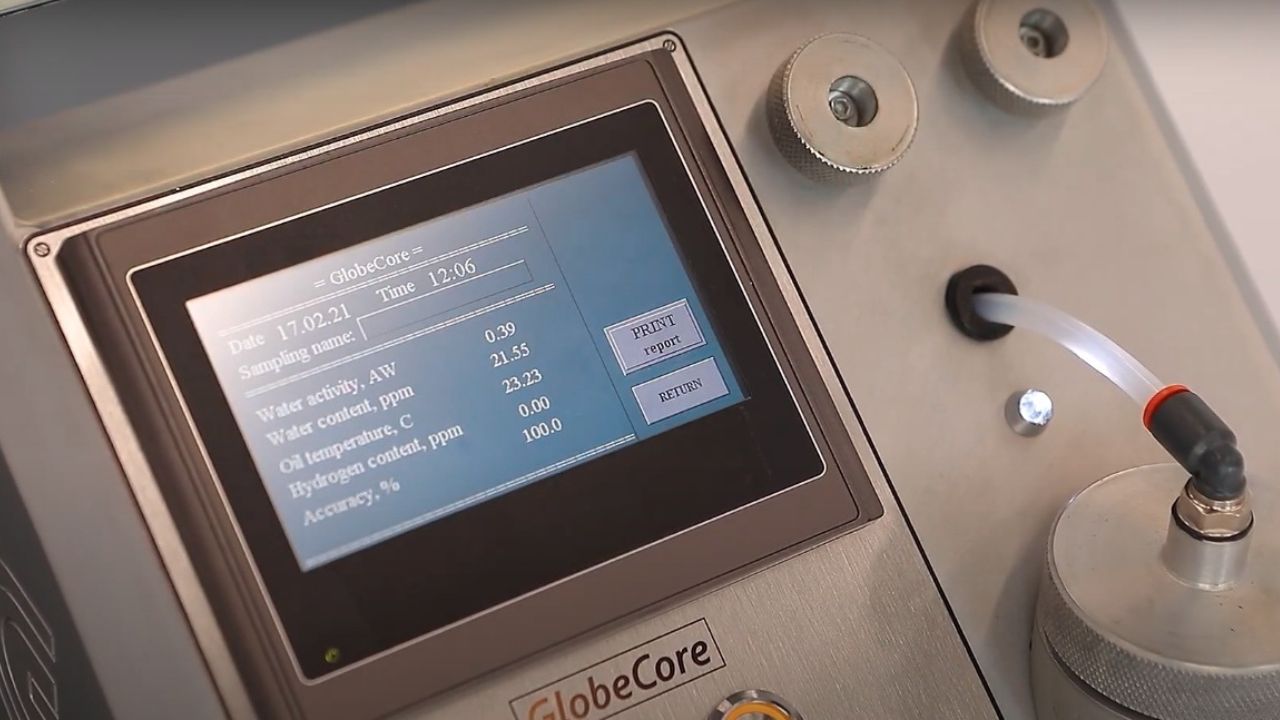 = GlobeCore =
Date 17.02.21 Time 12:06
Sampling name:
Water activity, AW 0.39
Water content, ppm 21.55
Oil temperature, C 23.23
Hydrogen content, ppm 0.00
Accuracy, % 100.0
PRINT
report
RETURN
GlobeCore